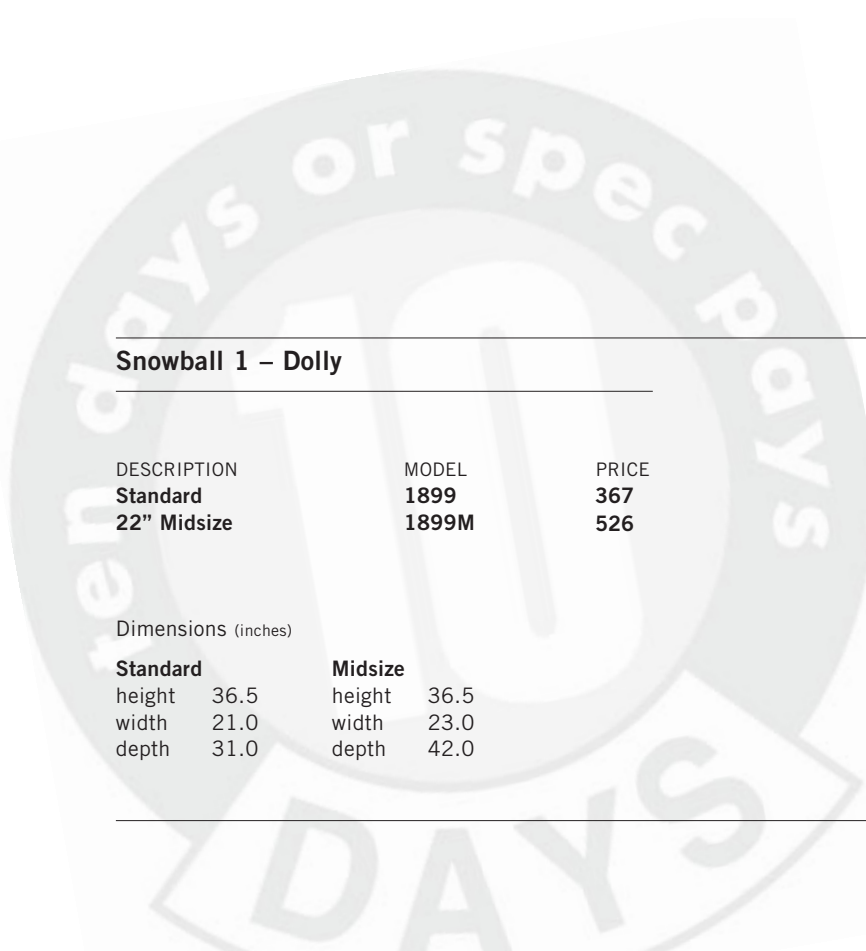 ten days or spec pays
10
DAYS
Snowball 1 – Dolly
DESCRIPTION MODEL PRICE
Standard 1899 367
22” Midsize 1899M 526
Dimensions (inches)
Standard Midsize
height 36.5 height 36.5
width 21.0 width 23.0
depth 31.0 depth 42.0